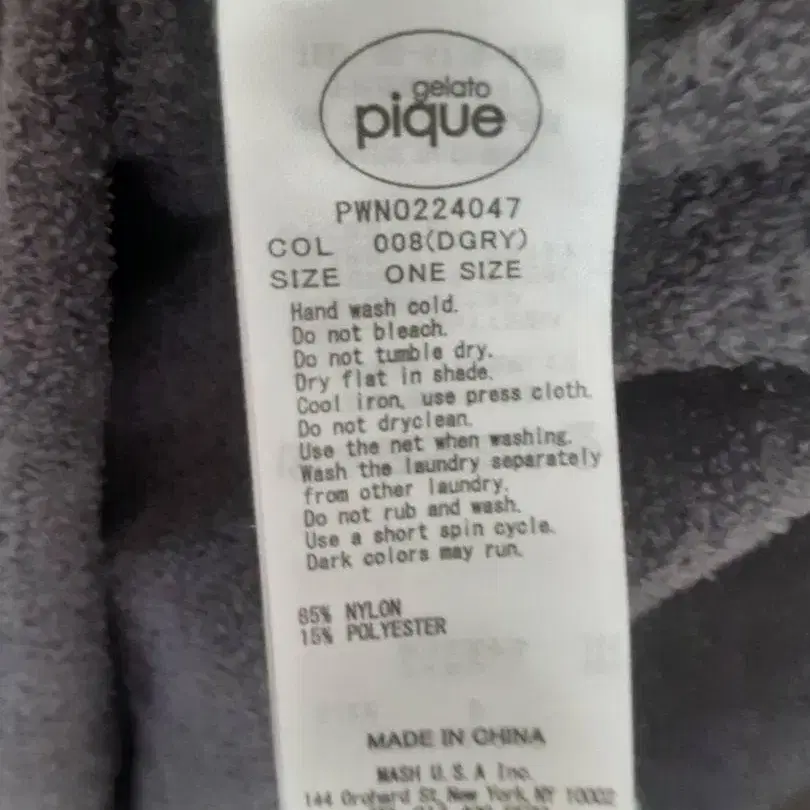 gelato
pique
PWNO224047
COL 008(DGRY)
SIZE ONE SIZE
Hand wash cold.
Do not bleach.
Do not tumble dry.
Dry flat in shade.
Cool iron, use press cloth.
Do not dryclean.
Use the net when washing.
Wash the laundry separately
from other laundry.
Do not rub and wash.
Use a short spin cycle.
Dark colors may run.
85% NYLON
15% POLYESTER
MADE IN CHINA
MASH U.S.A Inc.
144 Orchard St, New York, NY 10002